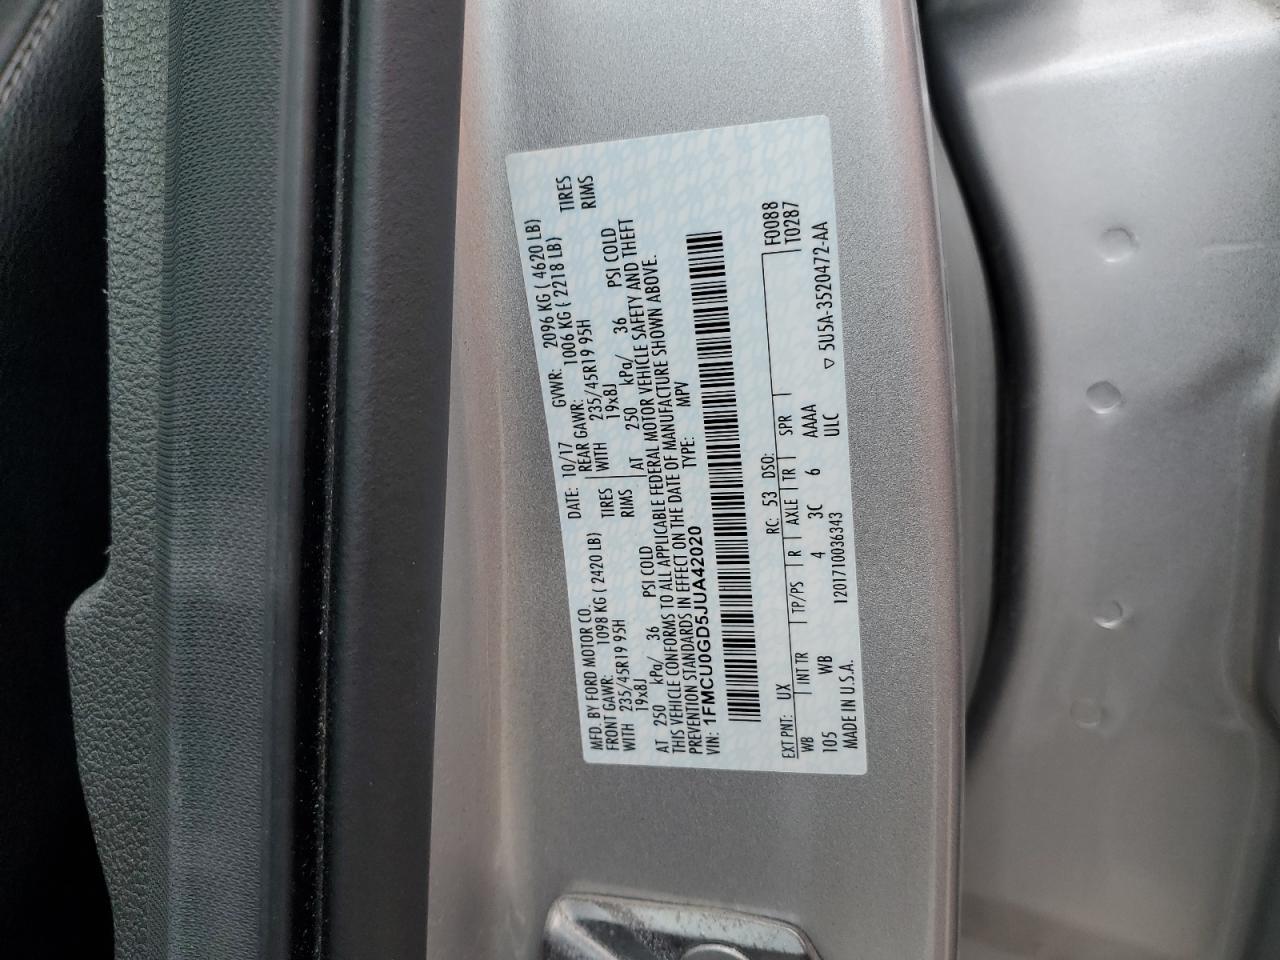 MFD. BY FORD MOTOR CO.
DATE: 10/17 GVWR: 2096 KG ( 4620 LB)
FRONT GAWR: 1098 KG ( 2420 LB) REAR GAWR: 1006 KG ( 2218 LB)
WITH 235/45R19 95H TIRES WITH 235/45R19 95H TIRES
19x8J RIMS 19x8J RIMS
AT 250 kPa/ 36 PSI COLD AT 250 kPa/ 36 PSI COLD
THIS VEHICLE CONFORMS TO ALL APPLICABLE FEDERAL MOTOR VEHICLE SAFETY AND THEFT
PREVENTION STANDARDS IN EFFECT ON THE DATE OF MANUFACTURE SHOWN ABOVE.
VIN: 1FMCU0GD5JUA42020 TYPE: MPV
EXT PNT: UX RC: 53 DSO: F0088
WB INT TR TP/PS R AXLE TR SPR T0287
105 WB 4 3C 6 AAAA
MADE IN U.S.A. 1201710036343 ULC ▽ 5U5A-3520472-AA